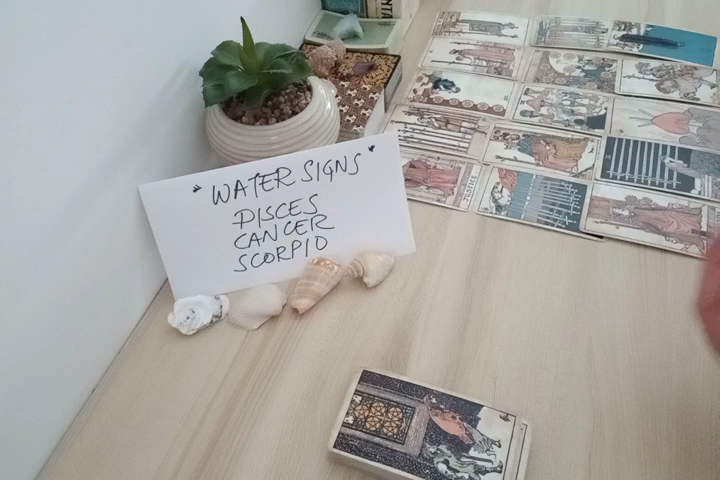 "WATER SIGNS"
PISCES
CANCER
SCORPIO
JUSTICE